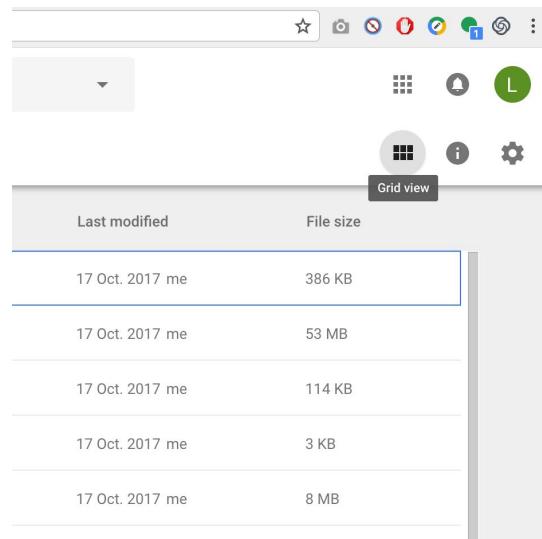 1
L
Grid view
Last modified File size
17 Oct. 2017 me 386 KB
17 Oct. 2017 me 53 MB
17 Oct. 2017 me 114 KB
17 Oct. 2017 me 3 KB
17 Oct. 2017 me 8 MB